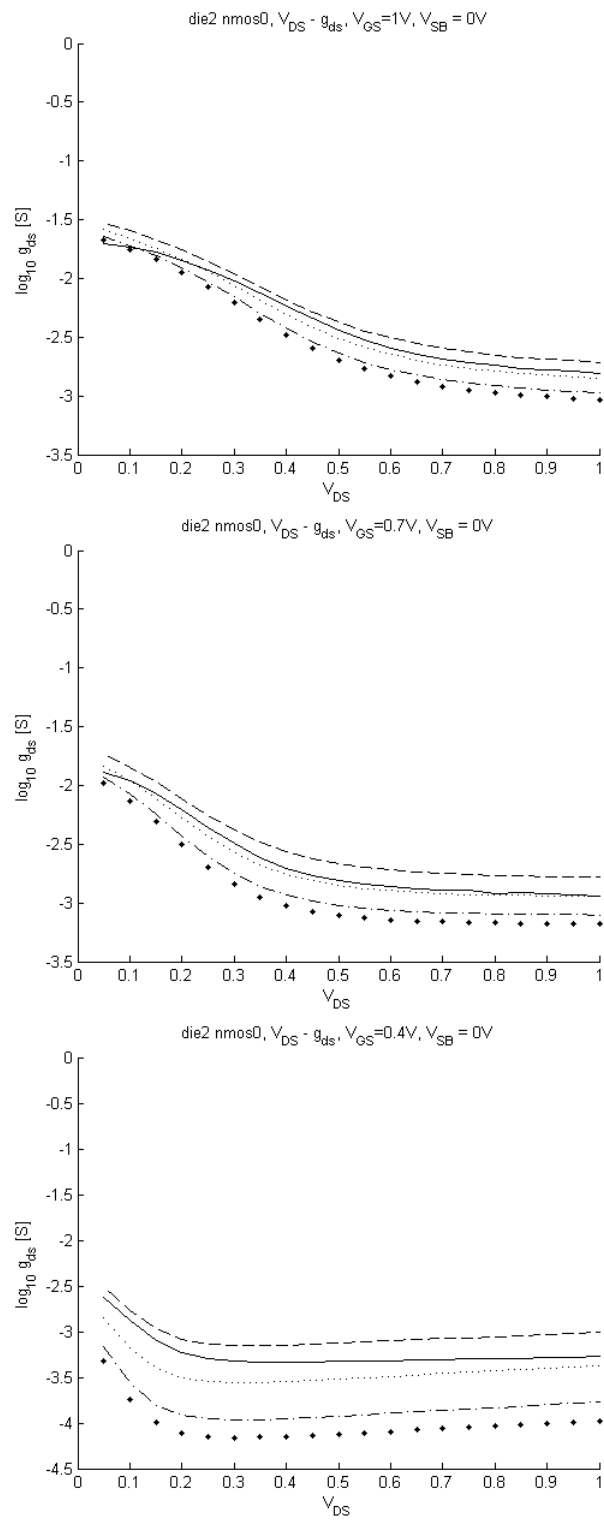 die2 nmos0, V_DS - g_ds, V_GS=1V, V_SB = 0V
0
-0.5
-1
-1.5
-2
-2.5
-3
-3.5
log_10 g_ds [S]
0 0.1 0.2 0.3 0.4 0.5 0.6 0.7 0.8 0.9 1
V_DS
die2 nmos0, V_DS - g_ds, V_GS=0.7V, V_SB = 0V
0
-0.5
-1
-1.5
-2
-2.5
-3
-3.5
log_10 g_ds [S]
0 0.1 0.2 0.3 0.4 0.5 0.6 0.7 0.8 0.9 1
V_DS
die2 nmos0, V_DS - g_ds, V_GS=0.4V, V_SB = 0V
0
-0.5
-1
-1.5
-2
-2.5
-3
-3.5
-4
-4.5
log_10 g_ds [S]
0 0.1 0.2 0.3 0.4 0.5 0.6 0.7 0.8 0.9 1
V_DS